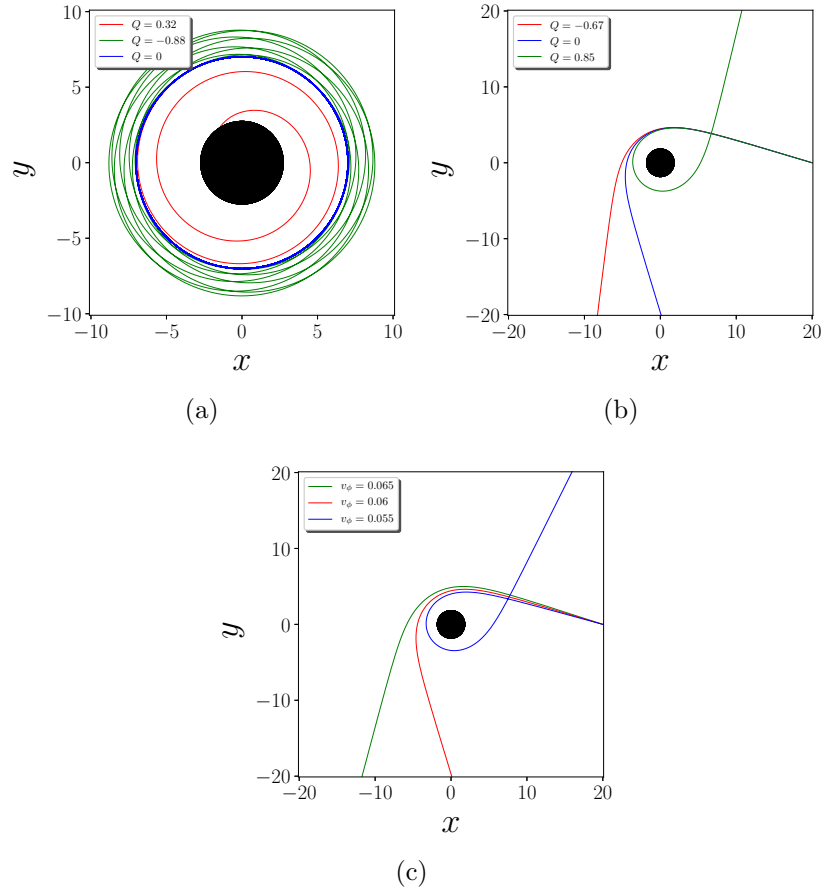 10
5
0
−5
−10
y
−10
−5
0
5
10
x
Q = 0.32
Q = −0.88
Q = 0
(a)
20
10
0
−10
−20
y
−20
−10
0
10
20
x
Q = −0.67
Q = 0
Q = 0.85
(b)
20
10
0
−10
−20
y
−20
−10
0
10
20
x
v_ϕ = 0.065
v_ϕ = 0.06
v_ϕ = 0.055
(c)